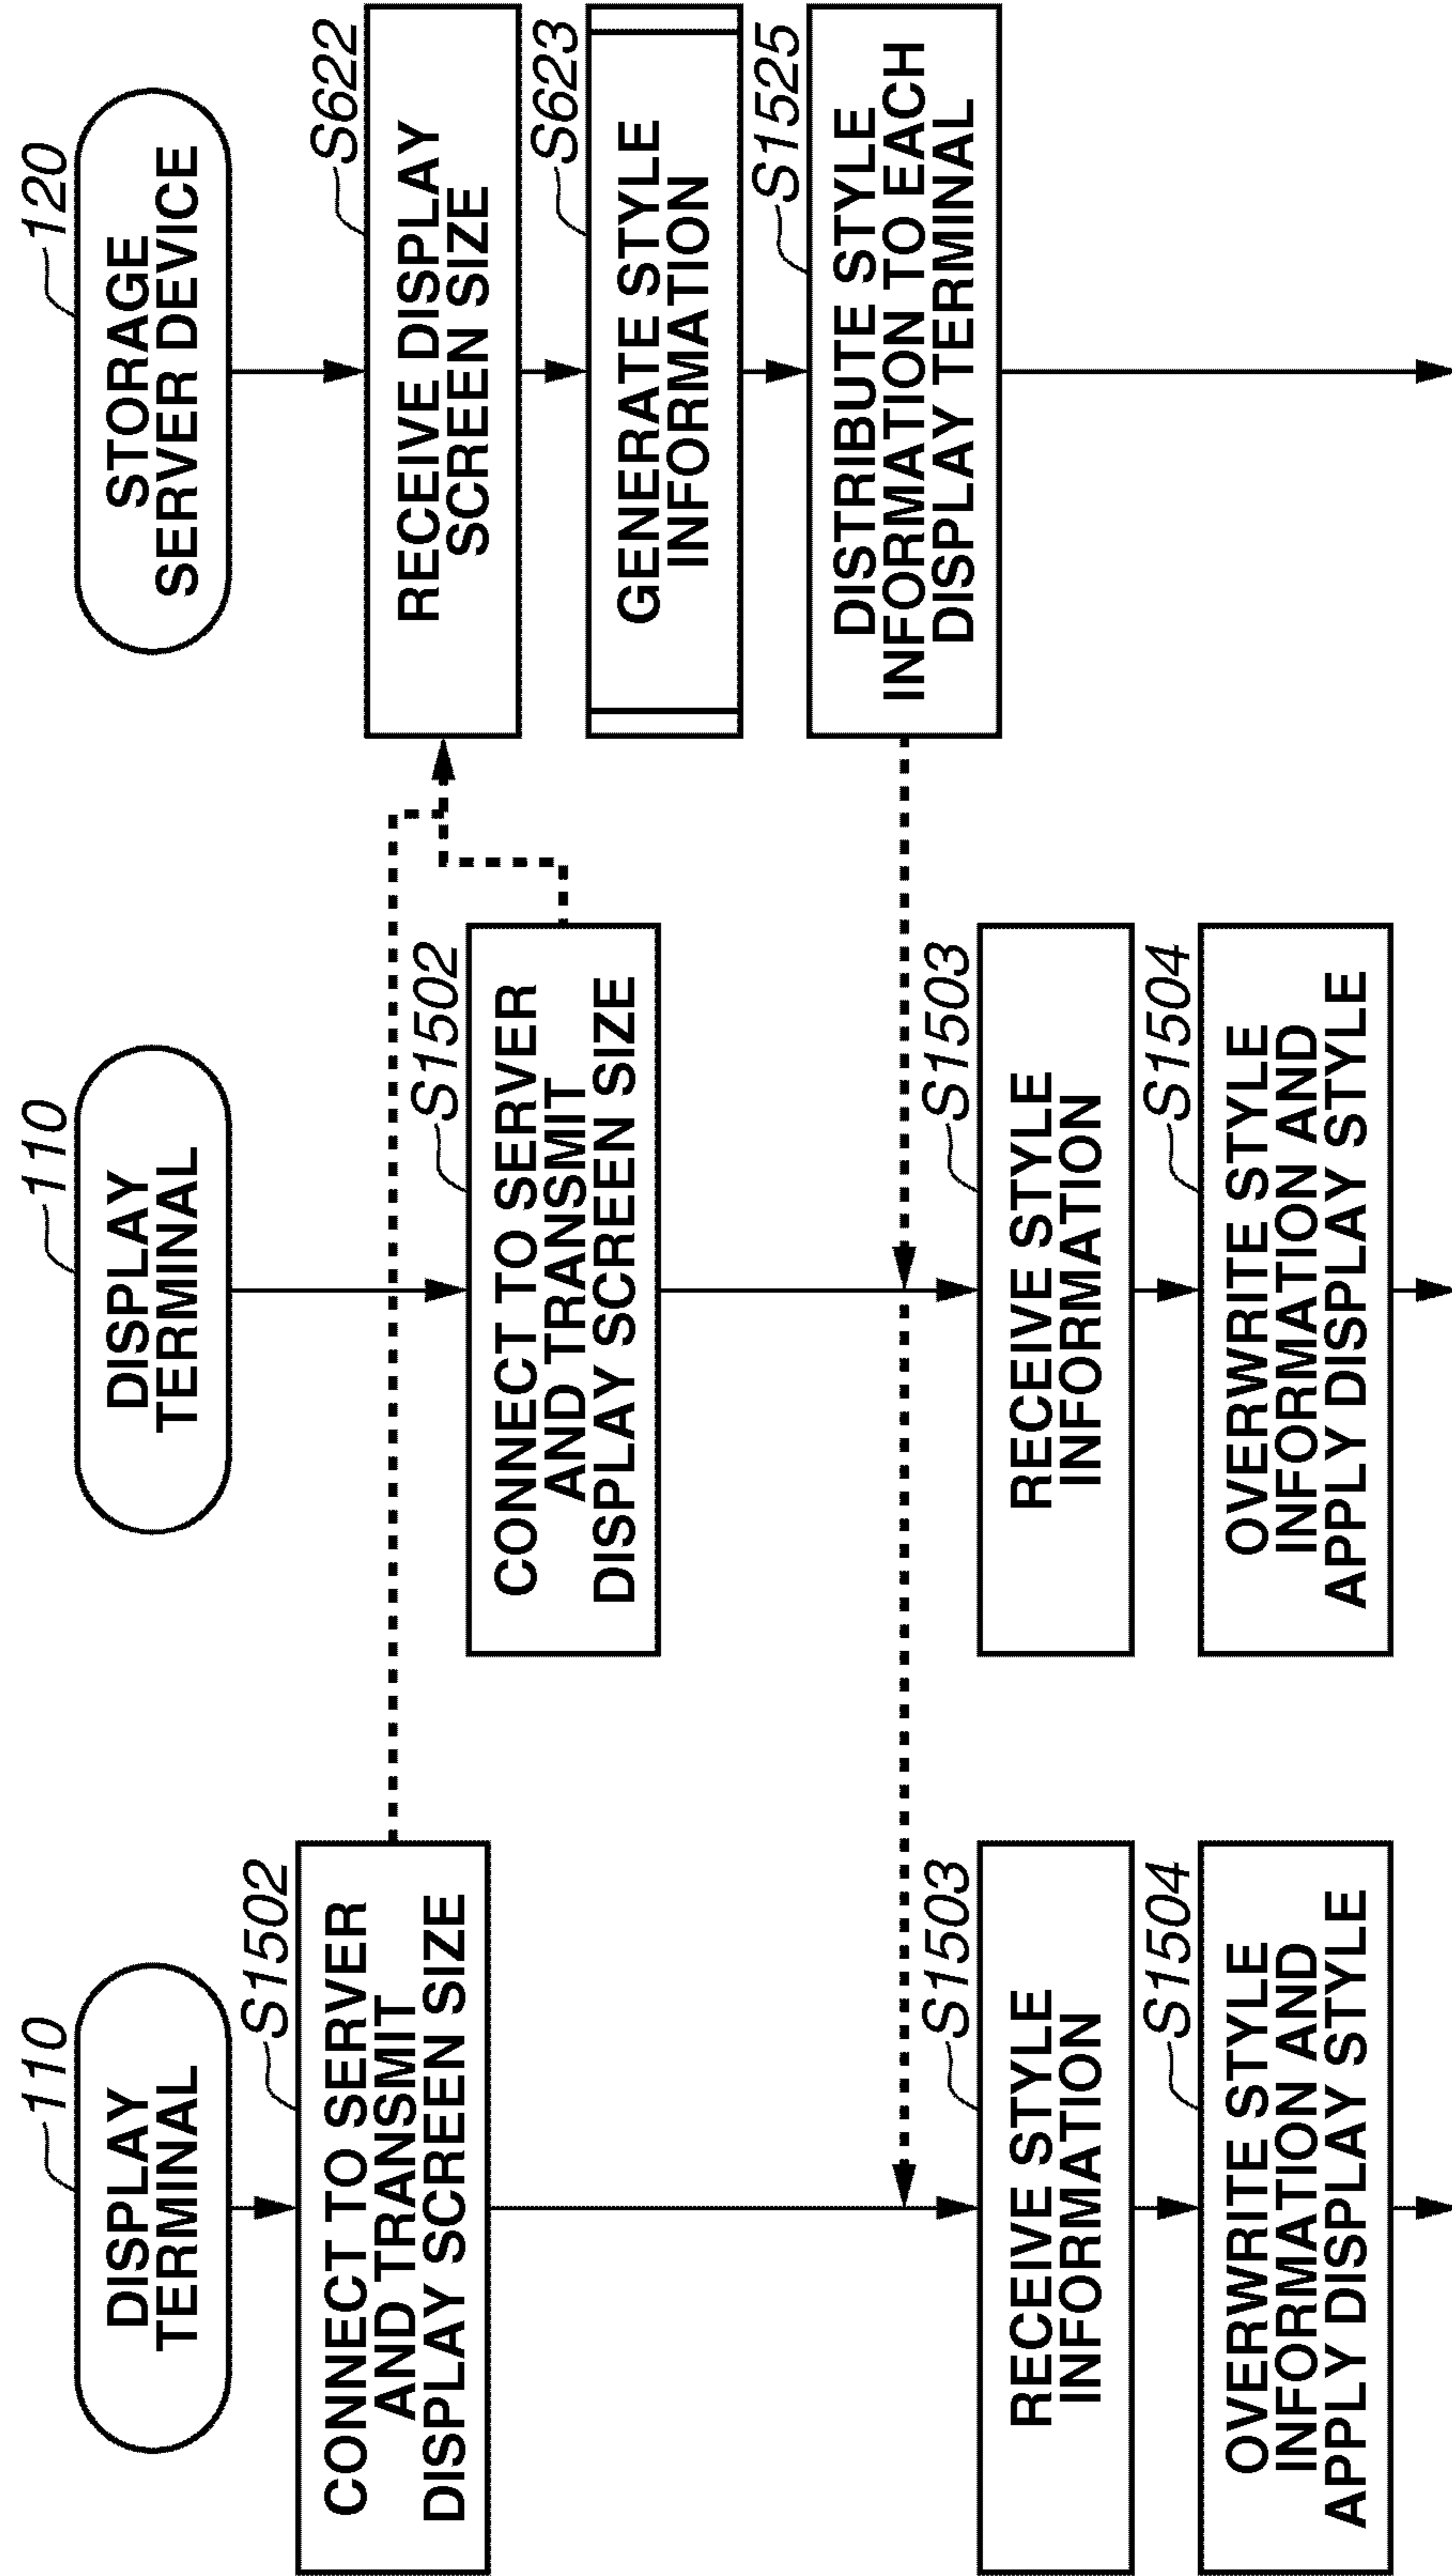 110
DISPLAY
TERMINAL
S1502
CONNECT TO SERVER
AND TRANSMIT
DISPLAY SCREEN SIZE
S1503
RECEIVE STYLE
INFORMATION
S1504
OVERWRITE STYLE
INFORMATION AND
APPLY DISPLAY STYLE
110
DISPLAY
TERMINAL
S1502
CONNECT TO SERVER
AND TRANSMIT
DISPLAY SCREEN SIZE
S1503
RECEIVE STYLE
INFORMATION
S1504
OVERWRITE STYLE
INFORMATION AND
APPLY DISPLAY STYLE
120
STORAGE
SERVER DEVICE
S622
RECEIVE DISPLAY
SCREEN SIZE
S623
GENERATE STYLE
INFORMATION
S1525
DISTRIBUTE STYLE
INFORMATION TO EACH
DISPLAY TERMINAL